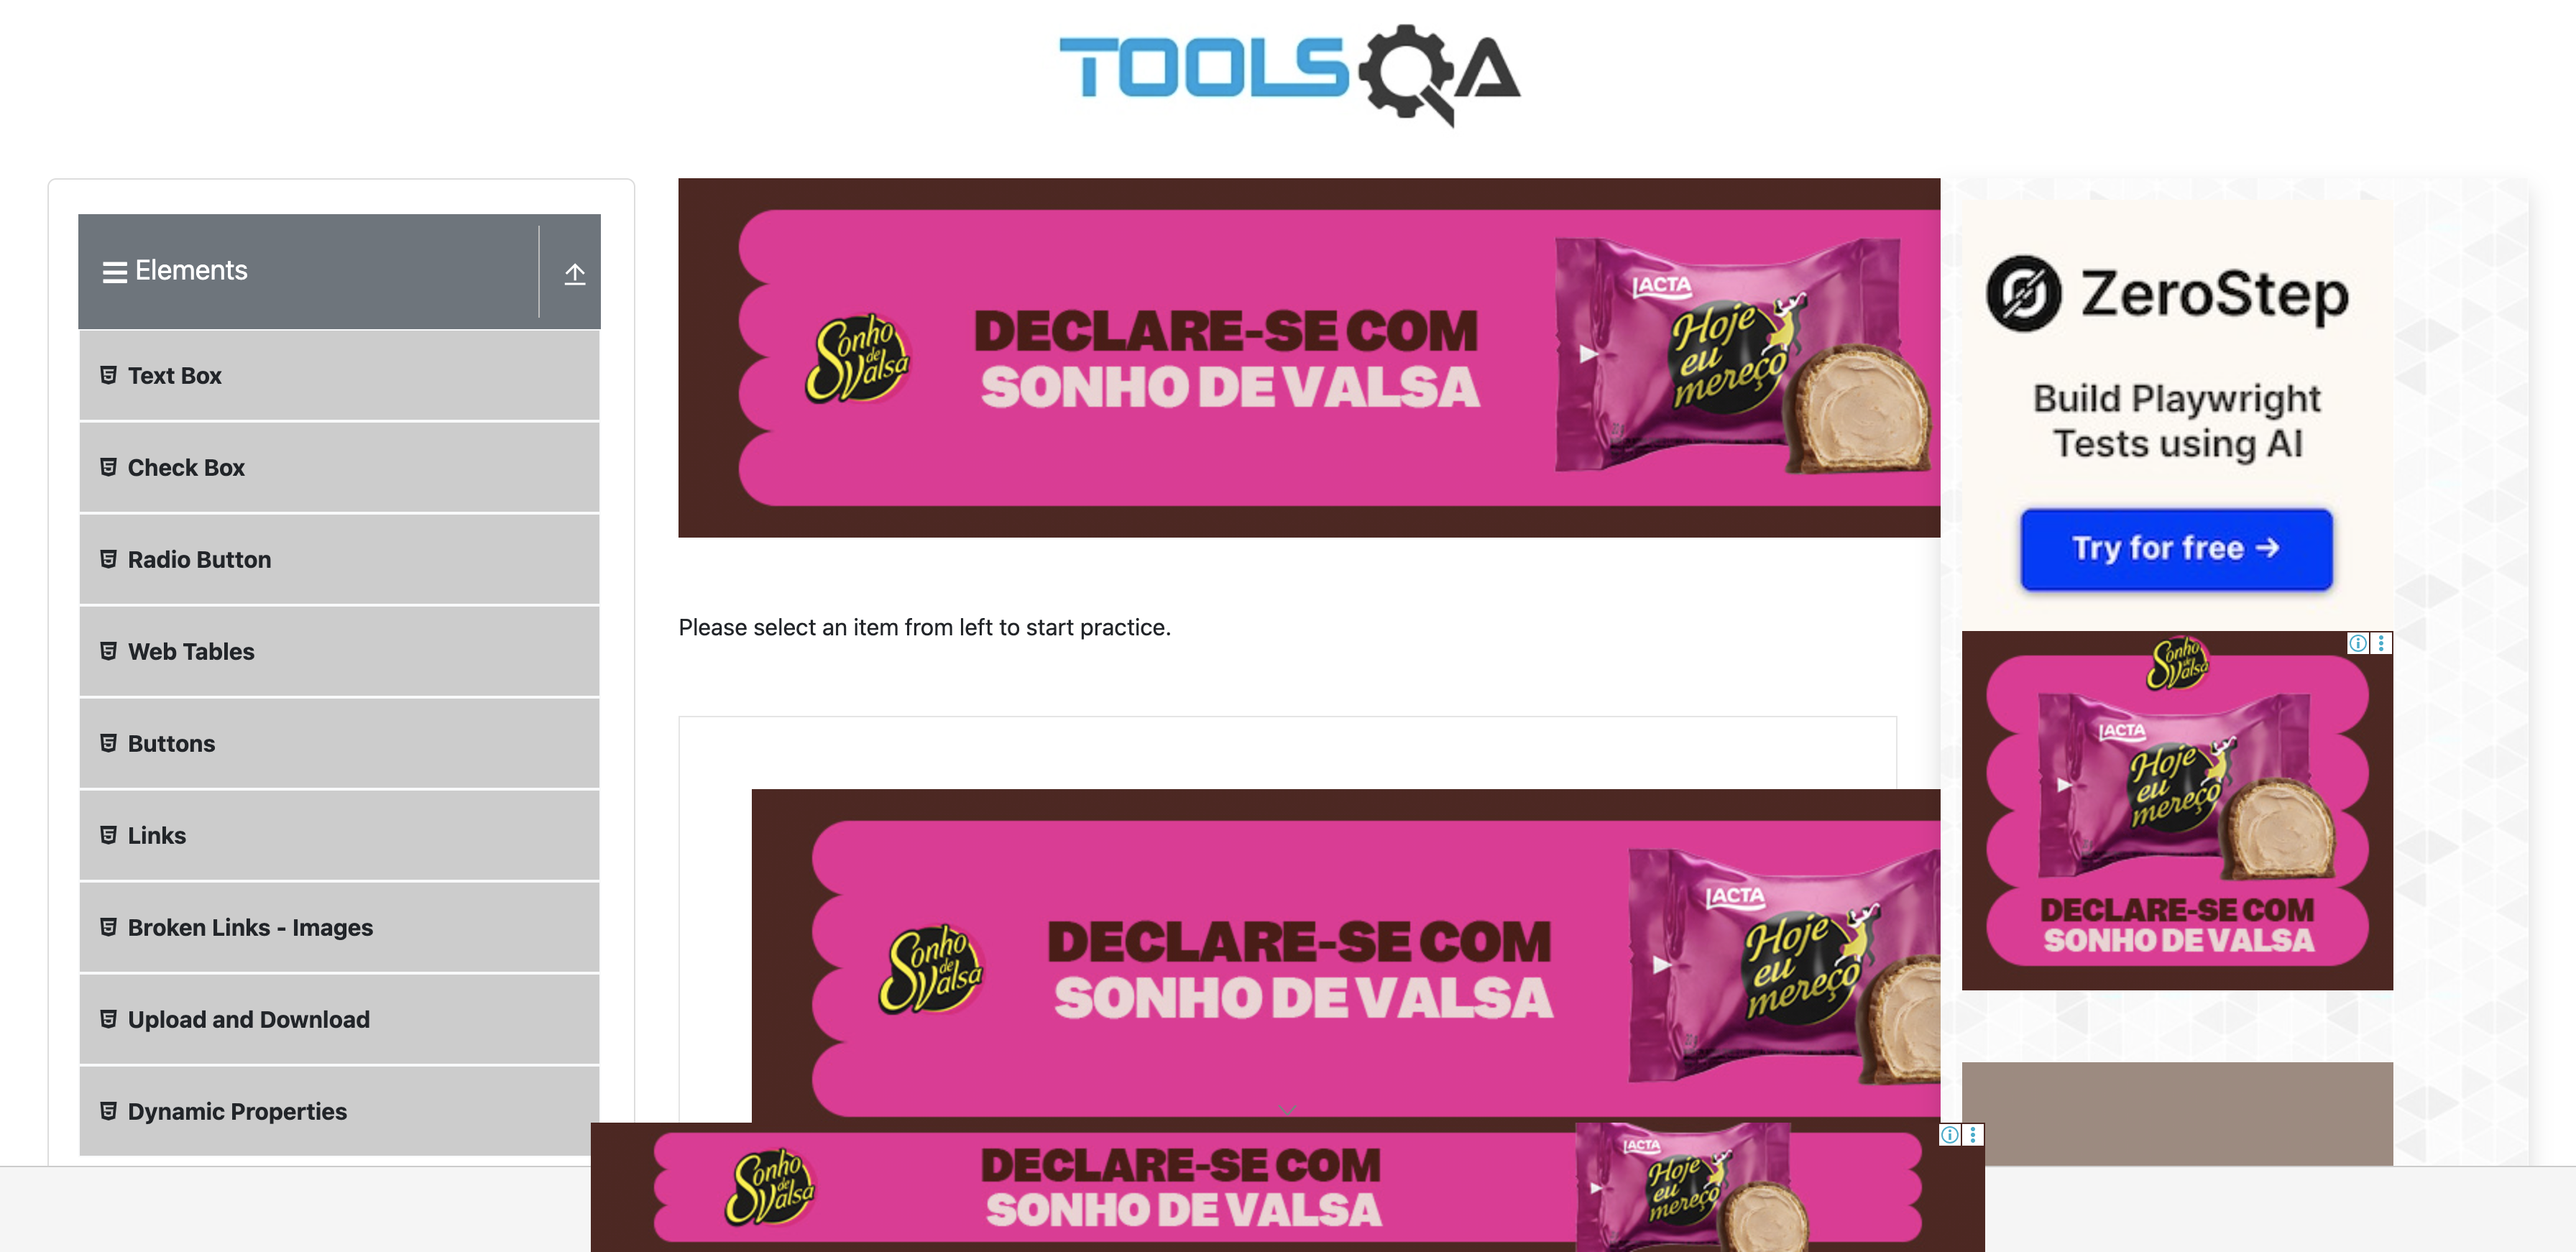 TOOLSQA
Elements
Text Box
Check Box
Radio Button
Web Tables
Buttons
Links
Broken Links - Images
Upload and Download
Dynamic Properties
Sonho
de
Valsa
DECLARE-SE COM
SONHO DE VALSA
LACTA
Hoje
eu
mereço
Please select an item from left to start practice.
Sonho
de
Valsa
DECLARE-SE COM
SONHO DE VALSA
LACTA
Hoje
eu
mereço
ZeroStep
Build Playwright
Tests using AI
Try for free →
Sonho
de
Valsa
LACTA
Hoje
eu
mereço
DECLARE-SE COM
SONHO DE VALSA
Sonho
de
Valsa
DECLARE-SE COM
SONHO DE VALSA
LACTA
Hoje
eu
mereço